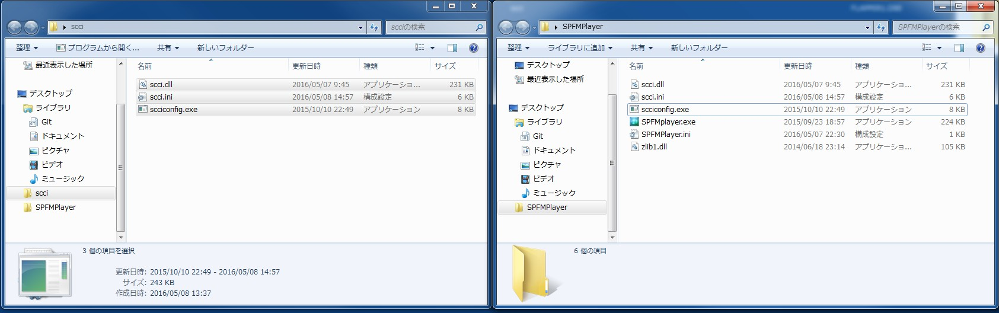 scci
scciの検索
整理
プログラムから開く...
共有
新しいフォルダー
最近表示した場所
デスクトップ
ライブラリ
Git
ドキュメント
ピクチャ
ビデオ
ミュージック
scci
SPFMPlayer
名前 更新日時 種類 サイズ
scci.dll 2016/05/07 9:45 アプリケーショ... 231 KB
scci.ini 2016/05/08 14:57 構成設定 6 KB
scciconfig.exe 2015/10/10 22:49 アプリケーション 8 KB
3 個の項目を選択
更新日時: 2015/10/10 22:49 - 2016/05/08 14:57
サイズ: 243 KB
作成日時: 2016/05/08 13:37
SPFMPlayer
SPFMPlayerの検索
整理
ライブラリに追加
共有
新しいフォルダー
デスクトップ
最近表示した場所
デスクトップ
ライブラリ
Git
ドキュメント
ピクチャ
ビデオ
ミュージック
SPFMPlayer
名前 更新日時 種類 サイズ
scci.dll 2016/05/07 9:45 アプリケーショ... 231 KB
scci.ini 2016/05/08 14:57 構成設定 6 KB
scciconfig.exe 2015/10/10 22:49 アプリケーション 8 KB
SPFMplayer.exe 2015/09/23 18:57 アプリケーション 224 KB
SPFMPlayer.ini 2016/05/07 22:30 構成設定 1 KB
zlib1.dll 2014/06/18 23:14 アプリケーショ... 105 KB
6 個の項目